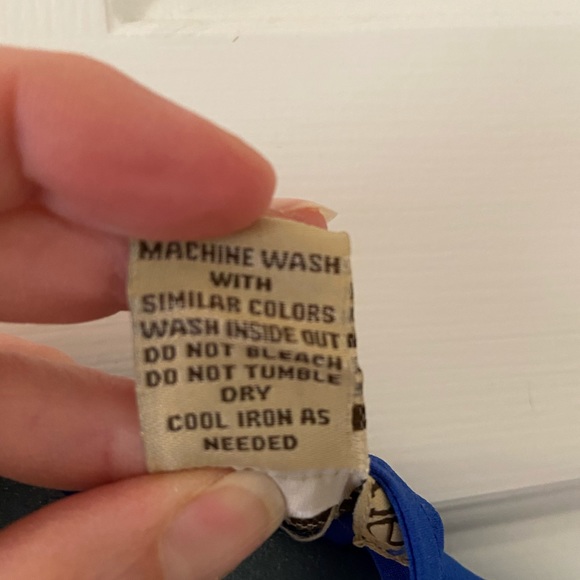 MACHINE WASH
WITH
SIMILAR COLORS
WASH INSIDE OUT
DO NOT BLEACH
DO NOT TUMBLE
DRY
COOL IRON AS
NEEDED